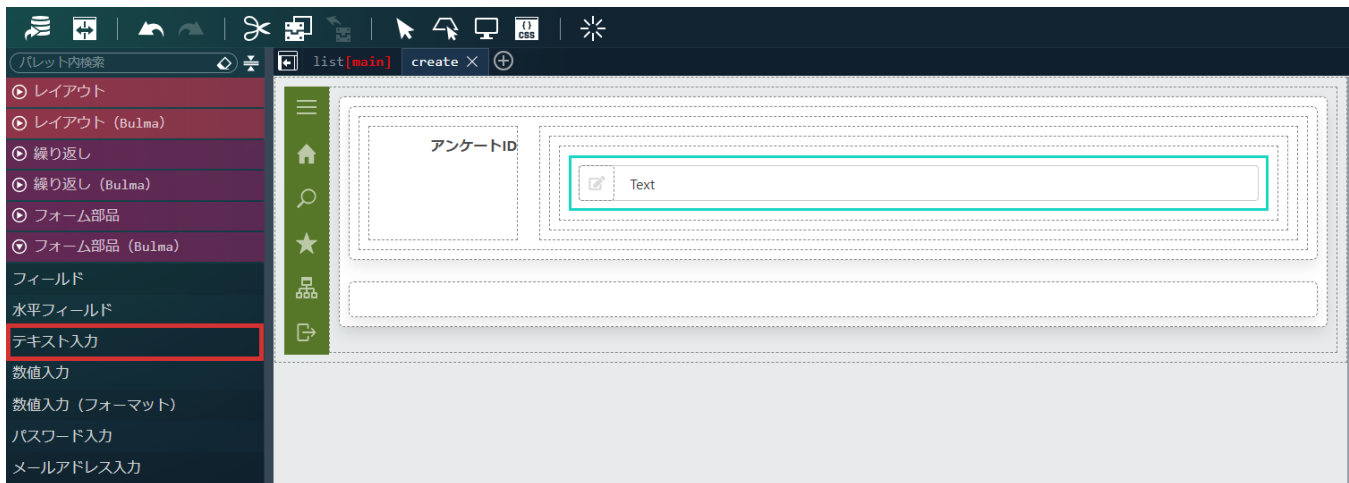 {} CSS
パレット内検索
list[main] create
レイアウト
レイアウト（Bulma）
繰り返し
繰り返し（Bulma）
フォーム部品
フォーム部品（Bulma）
フィールド
水平フィールド
テキスト入力
数値入力
数値入力（フォーマット）
パスワード入力
メールアドレス入力
アンケートID
Text